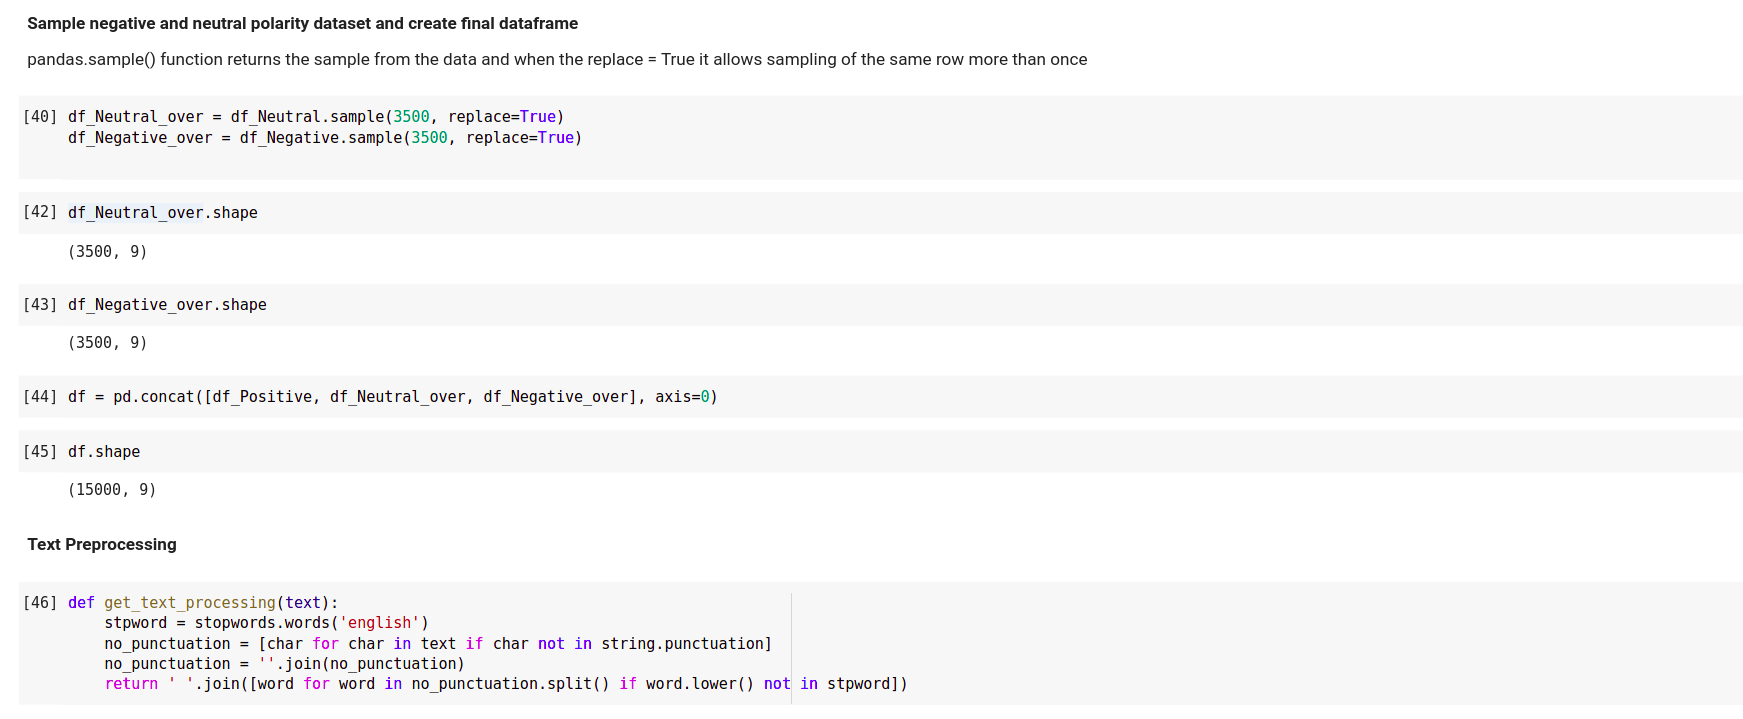 Sample negative and neutral polarity dataset and create final dataframe
pandas.sample() function returns the sample from the data and when the replace = True it allows sampling of the same row more than once
[40] df_Neutral_over = df_Neutral.sample(3500, replace=True)
df_Negative_over = df_Negative.sample(3500, replace=True)
[42] df_Neutral_over.shape
(3500, 9)
[43] df_Negative_over.shape
(3500, 9)
[44] df = pd.concat([df_Positive, df_Neutral_over, df_Negative_over], axis=0)
[45] df.shape
(15000, 9)
Text Preprocessing
[46] def get_text_processing(text):
    stpword = stopwords.words('english')
    no_punctuation = [char for char in text if char not in string.punctuation]
    no_punctuation = ''.join(no_punctuation)
    return ' '.join([word for word in no_punctuation.split() if word.lower() not in stpword])